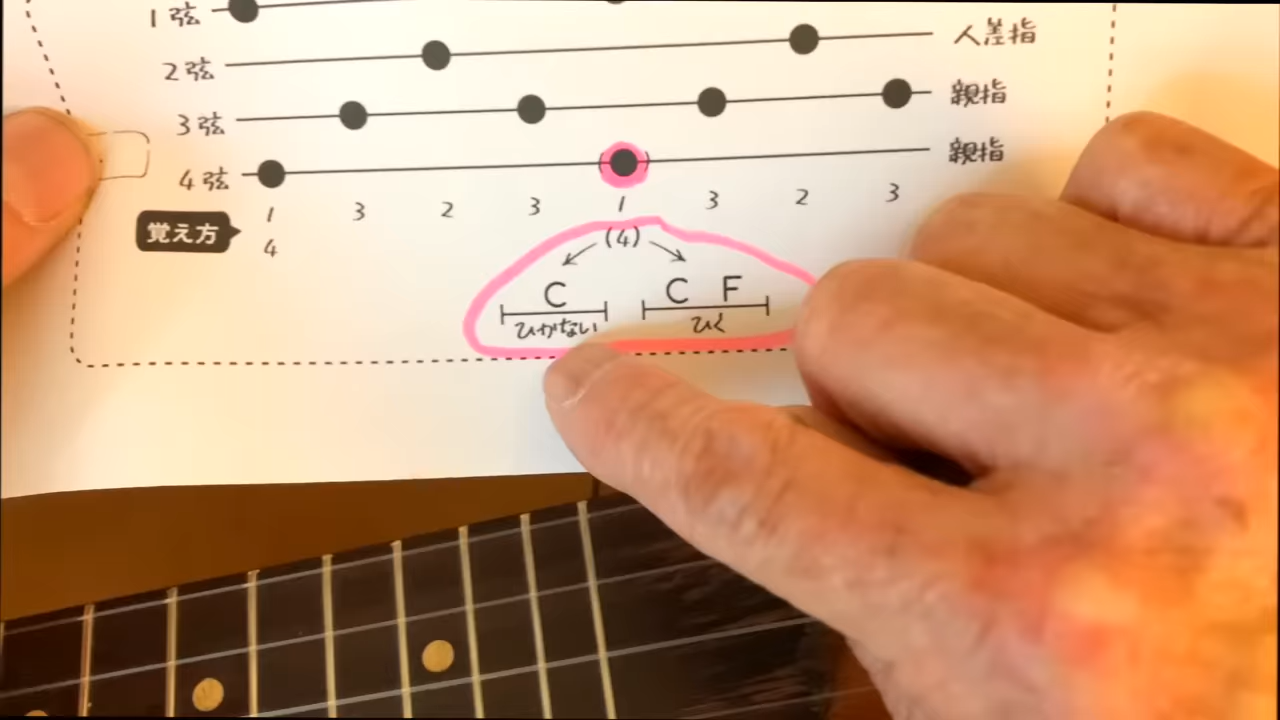 1弦
2弦 人差指
3弦 親指
4弦 親指
1 3 2 3 1 3 2 3
覚え方 4 (4)
C C F
ひかない ひく